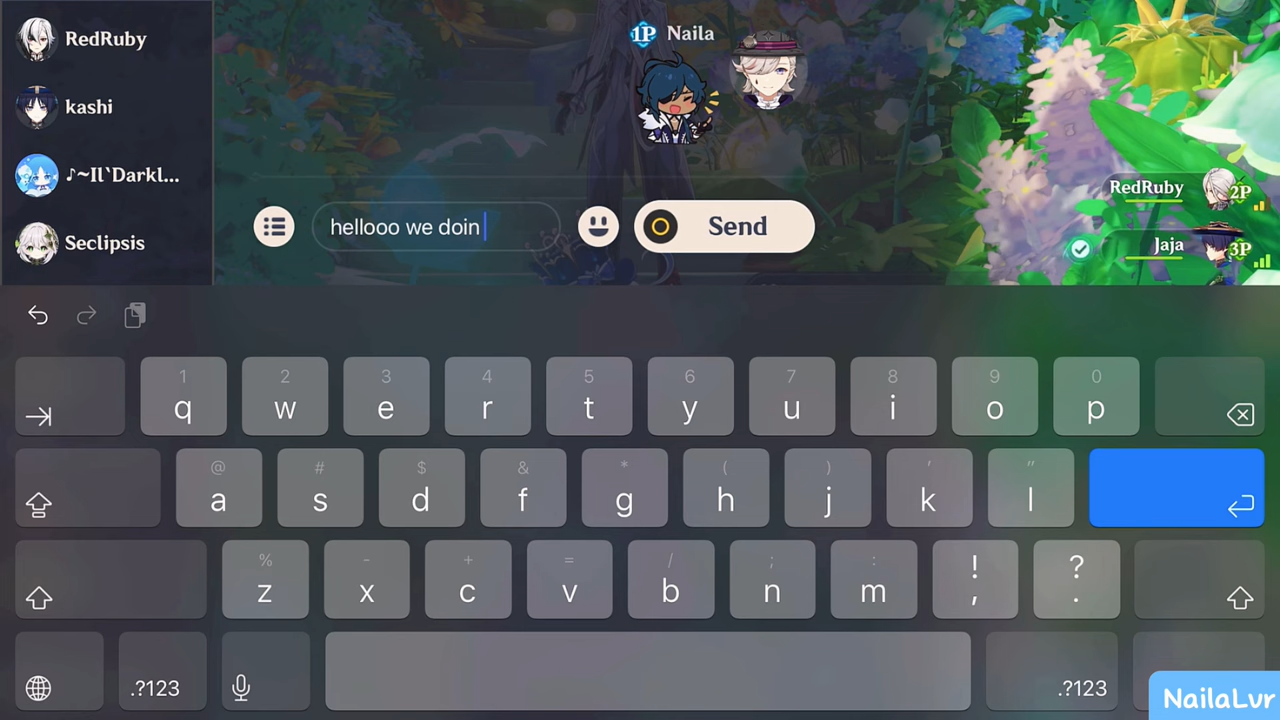 RedRuby
kashi
♪~Il`Darkl...
Seclipsis
1P Naila
hellooo we doin
Send
RedRuby 2P
Jaja 3P
1 2 3 4 5 6 7 8 9 0
q w e r t y u i o p
@ # $ & * ( ) ' "
a s d f g h j k l
% - + = / ; : ! ?
z x c v b n m , .
.?123 .?123
NailaLvr